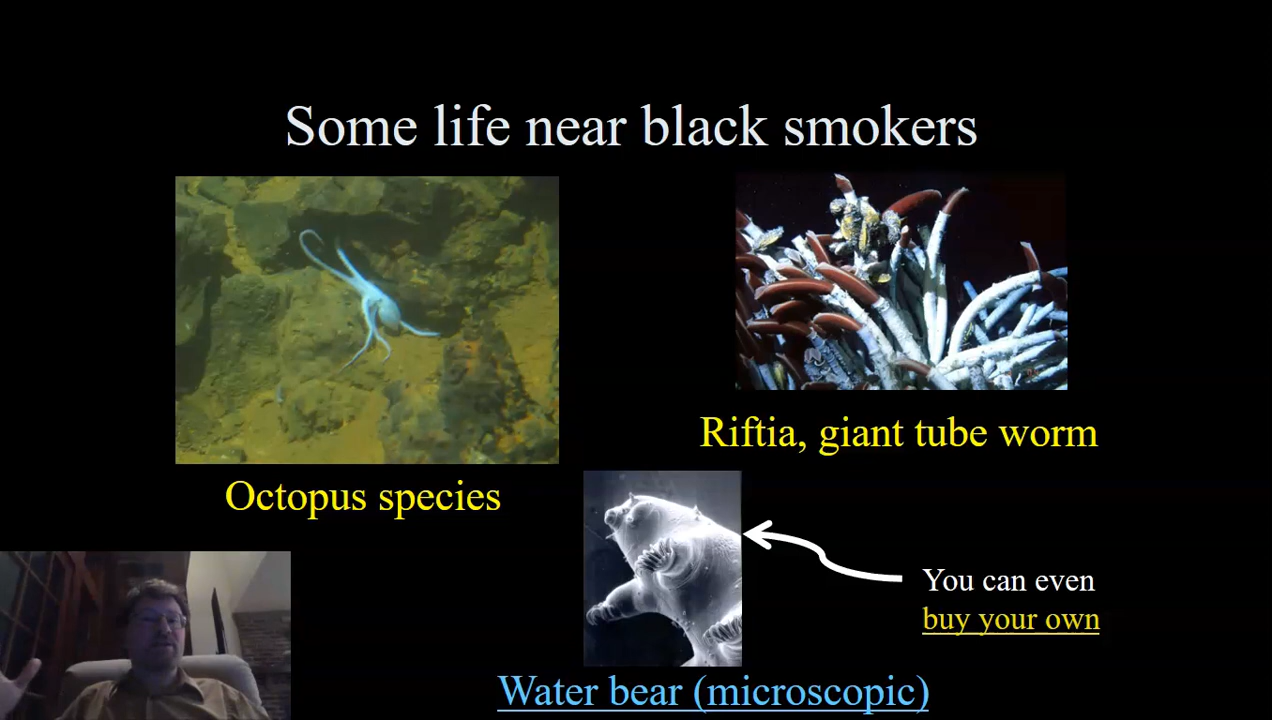 Some life near black smokers
Riftia, giant tube worm
Octopus species
You can even
buy your own
Water bear (microscopic)